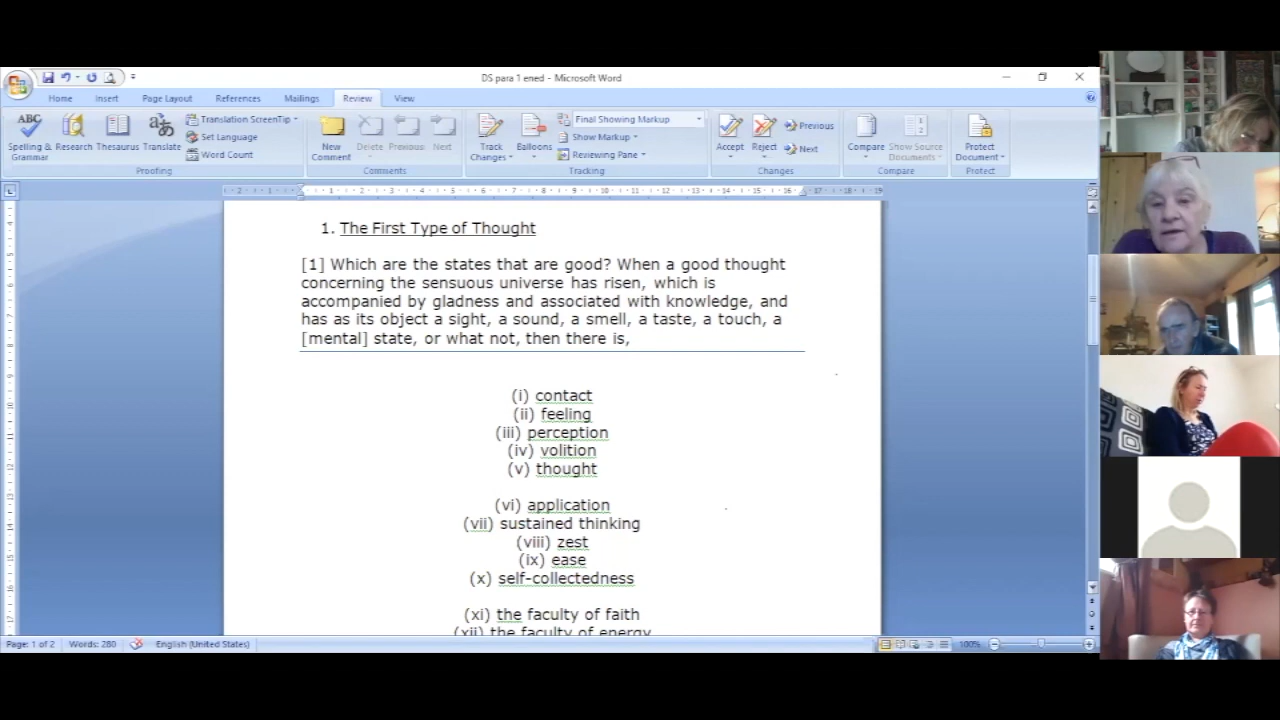 DS para 1 ened - Microsoft Word
Home Insert Page Layout References Mailings Review View
ABC
Spelling & Grammar
Research
Thesaurus
Translate
Translation ScreenTip
Set Language
Word Count
Proofing
New Comment
Delete
Previous
Next
Comments
Track Changes
Balloons
Final Showing Markup
Show Markup
Reviewing Pane
Tracking
Accept
Reject
Previous
Next
Changes
Compare
Show Source Documents
Compare
Protect Document
Protect
1. The First Type of Thought
[1] Which are the states that are good? When a good thought
concerning the sensuous universe has risen, which is
accompanied by gladness and associated with knowledge, and
has as its object a sight, a sound, a smell, a taste, a touch, a
[mental] state, or what not, then there is,
(i) contact
(ii) feeling
(iii) perception
(iv) volition
(v) thought
(vi) application
(vii) sustained thinking
(viii) zest
(ix) ease
(x) self-collectedness
(xi) the faculty of faith
(xii) the faculty of energy
Page: 1 of 2 Words: 280 English (United States) 100%